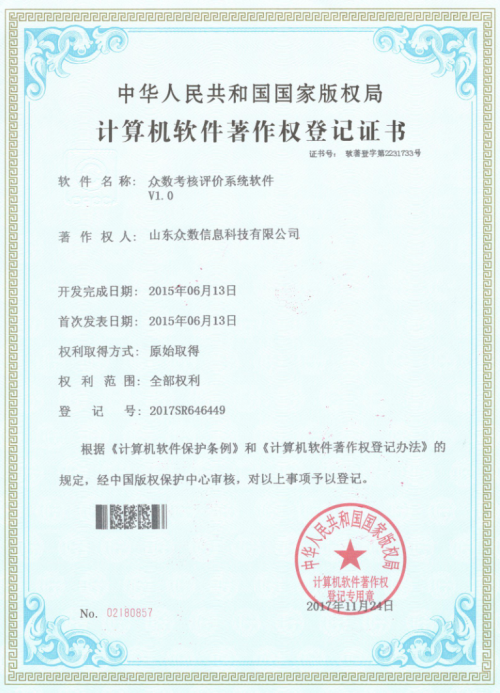 中华人民共和国国家版权局
计算机软件著作权登记证书
证书号： 软著登字第2231733号
软件名称： 众数考核评价系统软件
V1.0
著作权人： 山东众数信息科技有限公司
开发完成日期： 2015年06月13日
首次发表日期： 2015年06月13日
权利取得方式： 原始取得
权利范围： 全部权利
登记号： 2017SR646449
根据《计算机软件保护条例》和《计算机软件著作权登记办法》的
规定，经中国版权保护中心审核，对以上事项予以登记。
中华人民共和国国家版权局
计算机软件著作权
登记专用章
2017年11月24日
No. 02180857